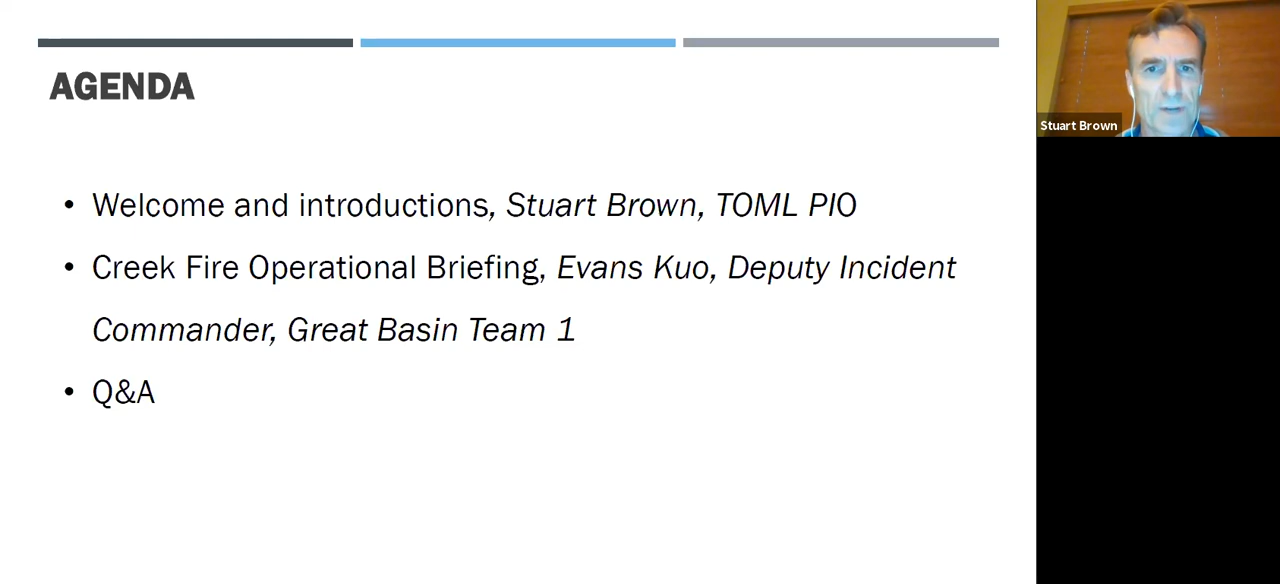 AGENDA
• Welcome and introductions, Stuart Brown, TOML PIO
• Creek Fire Operational Briefing, Evans Kuo, Deputy Incident
Commander, Great Basin Team 1
• Q&A
Stuart Brown